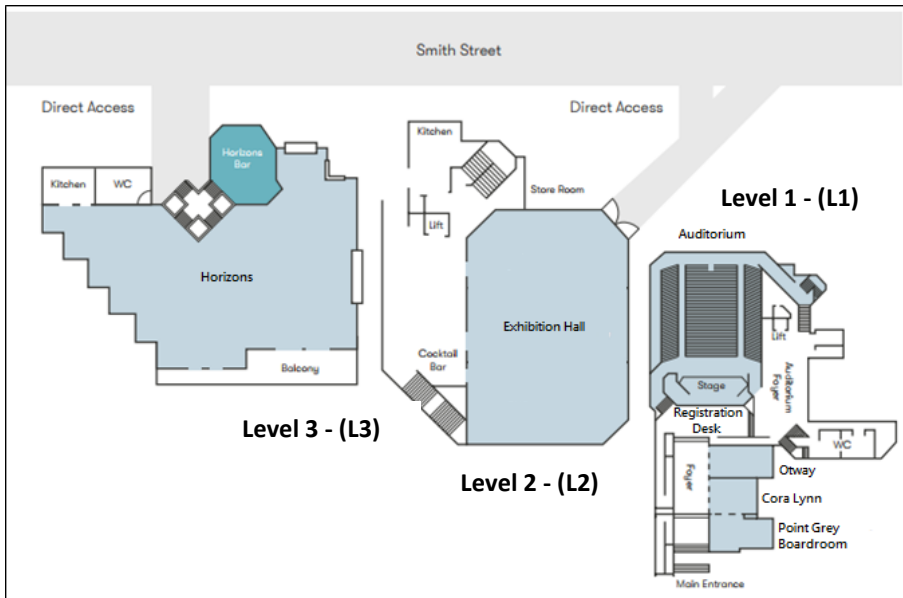 Smith Street
Direct Access
Direct Access
Kitchen
Horizons
Bar
Kitchen
WC
Store Room
Lift
Level 1 - (L1)
Auditorium
Horizons
Exhibition Hall
Lift
Cocktail
Bar
Balcony
Auditorium
Foyer
Stage
Level 3 - (L3)
Registration
Desk
WC
Level 2 - (L2)
Foyer
Otway
Cora Lynn
Point Grey
Boardroom
Main Entrance